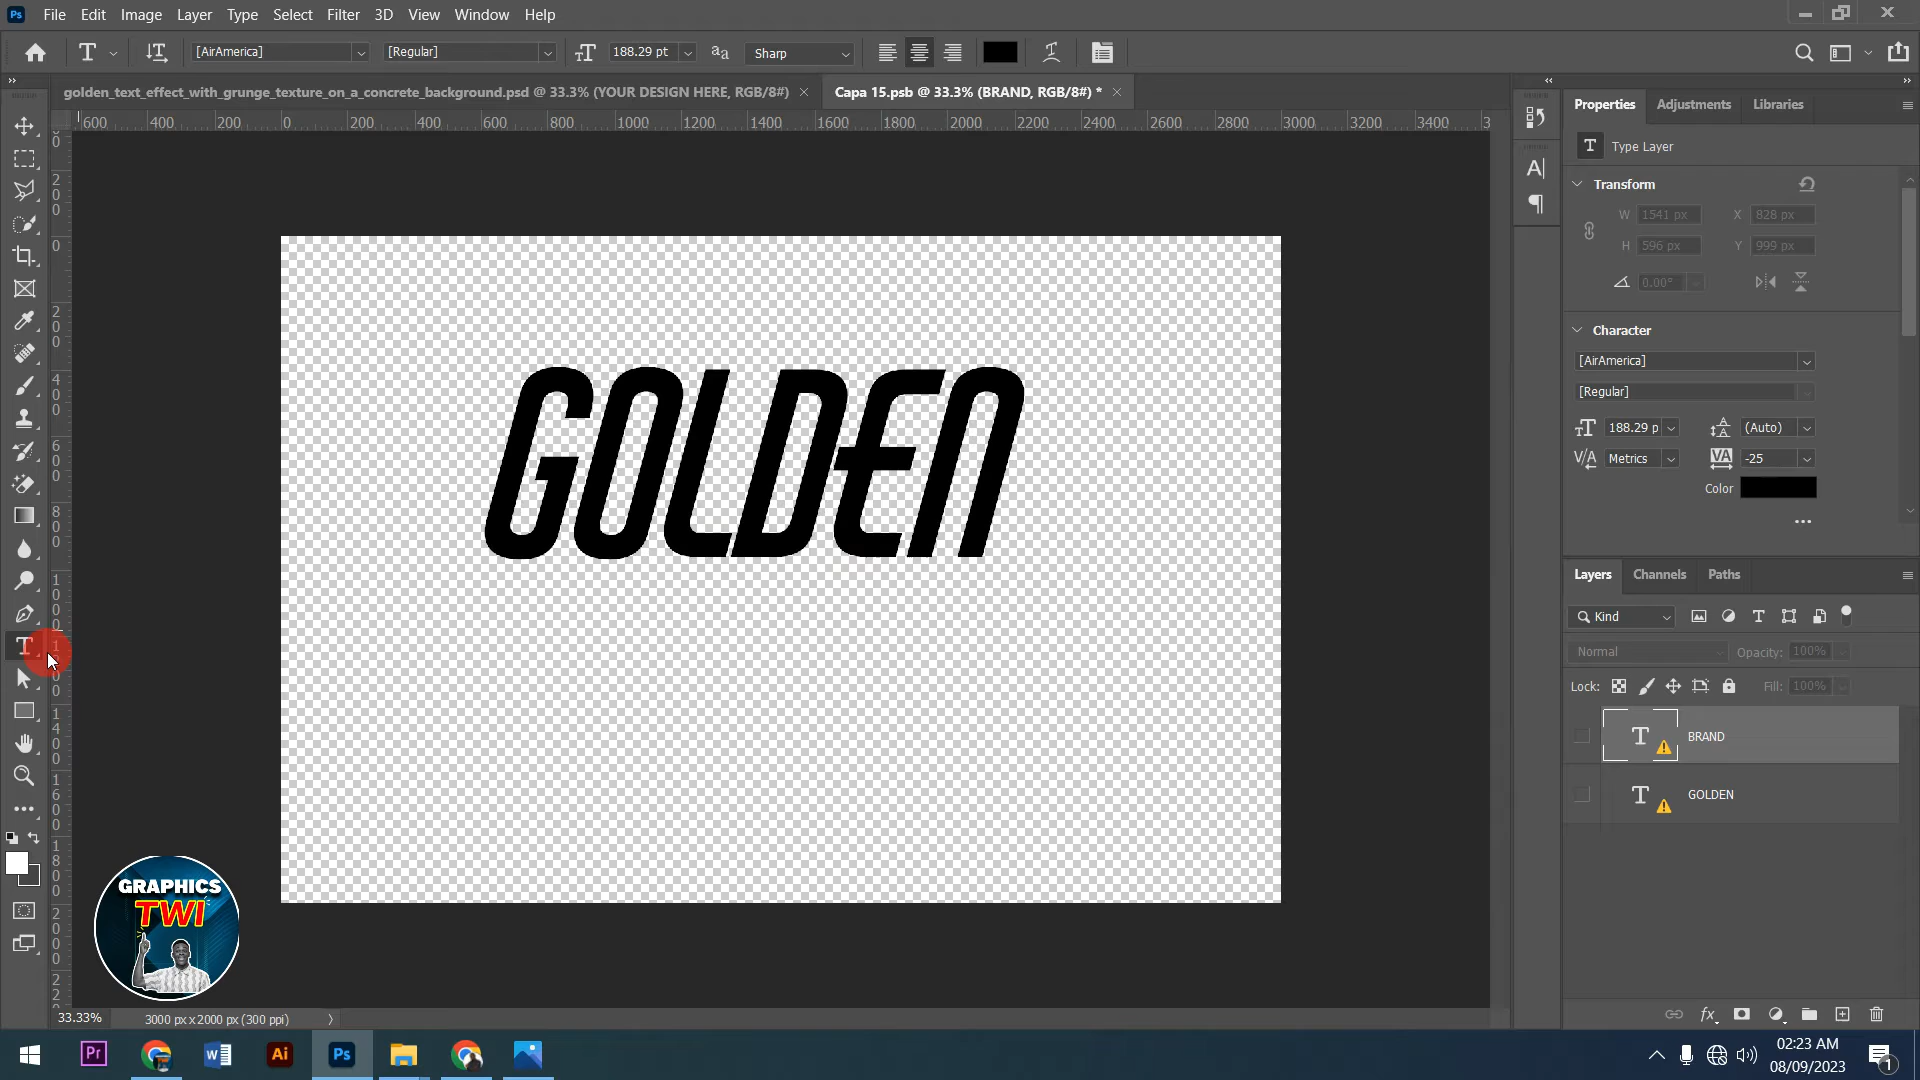 Ps File Edit Image Layer Type Select Filter 3D View Window Help
[AirAmerica] [Regular] 188.29 pt Sharp
golden_text_effect_with_grunge_texture_on_a_concrete_background.psd @ 33.3% (YOUR DESIGN HERE, RGB/8#) × Capa 15.psb @ 33.3% (BRAND, RGB/8#) * ×
600 400 200 0 200 400 600 800 1000 1200 1400 1600 1800 2000 2200 2400 2600 2800 3000 3200 3400 3
Properties Adjustments Libraries
T Type Layer
Transform
W 1541 px X 828 px
H 596 px Y 999 px
0.00°
Character
[AirAmerica]
[Regular]
188.29 p (Auto)
Metrics -25
Color
GOLDEN
Layers Channels Paths
Kind
Normal Opacity: 100%
Lock: Fill: 100%
BRAND
GOLDEN
GRAPHICS
TWI
33.33% 3000 px x 2000 px (300 ppi)
Pr W Ai Ps
02:23 AM
08/09/2023
1